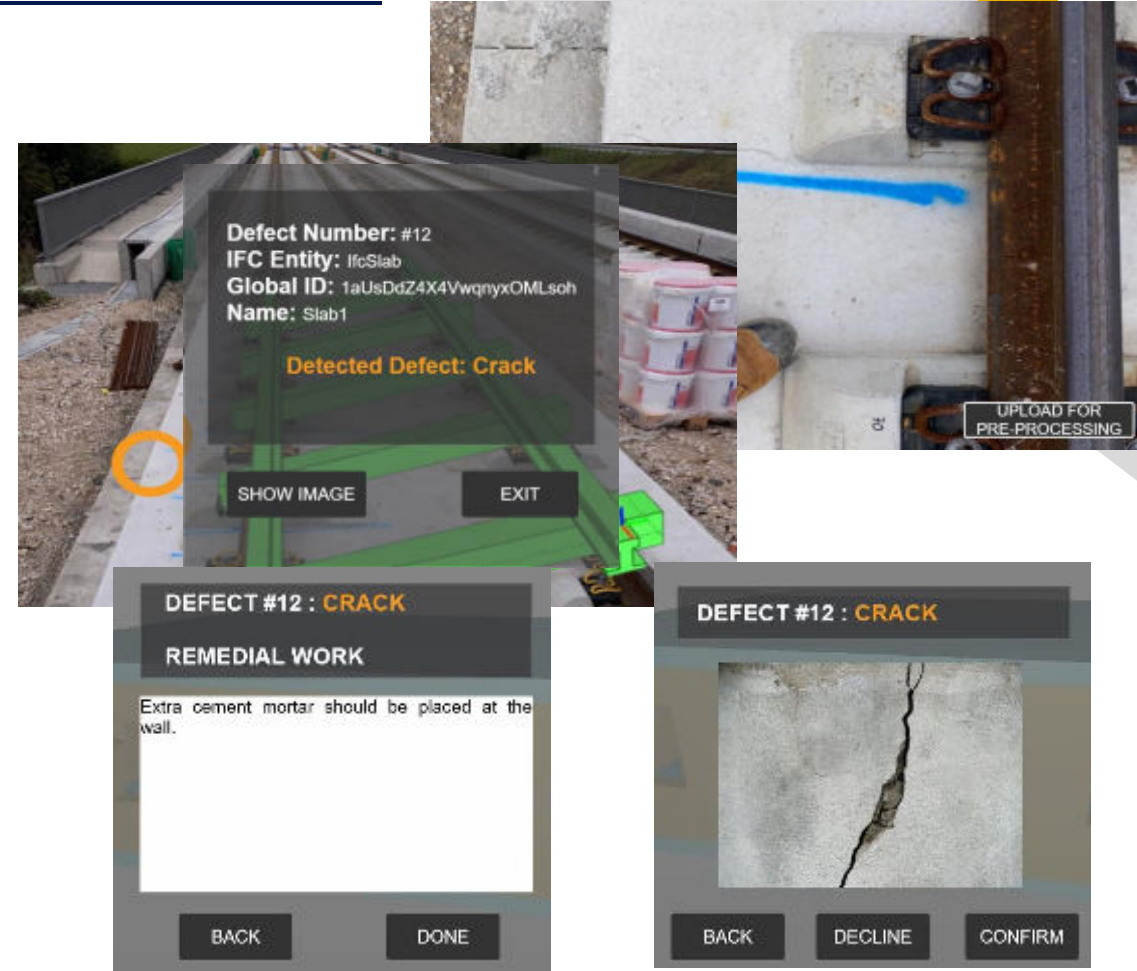 UPLOAD FOR
PRE-PROCESSING
Defect Number: #12
IFC Entity: IfcSlab
Global ID: 1aUsDdZ4X4VwqnyxOMLsoh
Name: Slab1
Detected Defect: Crack
SHOW IMAGE
EXIT
DEFECT #12 : CRACK
REMEDIAL WORK
Extra cement mortar should be placed at the
wall.
BACK
DONE
DEFECT #12 : CRACK
BACK
DECLINE
CONFIRM